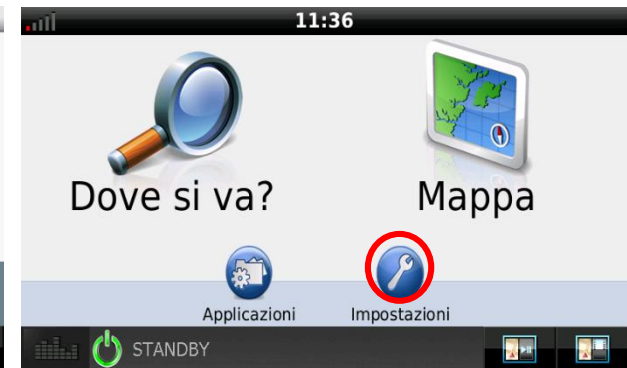 11:36
Dove si va?
Mappa
Applicazioni
Impostazioni
STANDBY